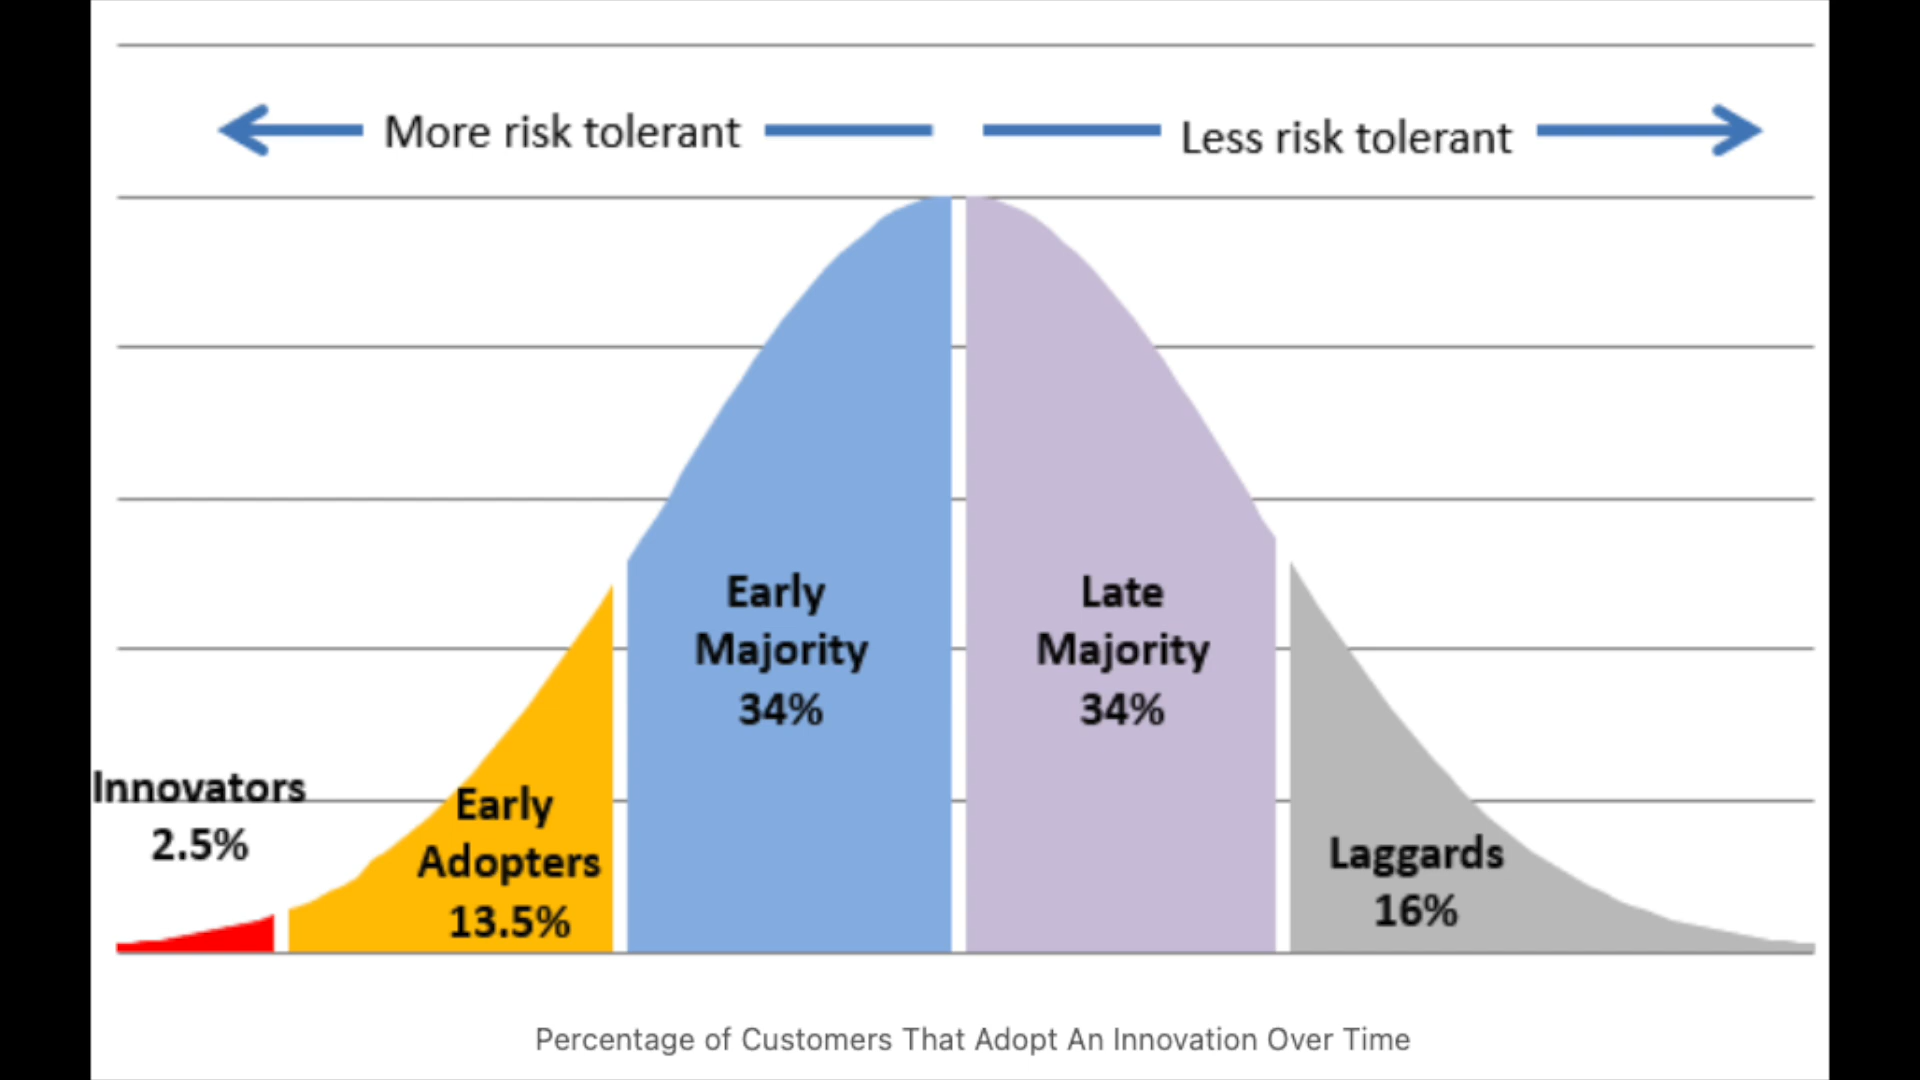 More risk tolerant
Less risk tolerant
Innovators
2.5%
Early
Adopters
13.5%
Early
Majority
34%
Late
Majority
34%
Laggards
16%
Percentage of Customers That Adopt An Innovation Over Time